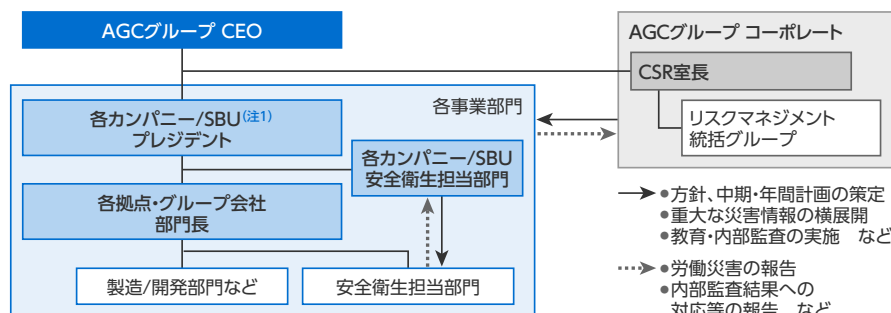 AGCグループ CEO
AGCグループ コーポレート
CSR室長
リスクマネジメント
統括グループ
各事業部門
各カンパニー/SBU(注1)
プレジデント
各カンパニー/SBU
安全衛生担当部門
各拠点・グループ会社
部門長
製造/開発部門など
安全衛生担当部門
●方針、中期・年間計画の策定
●重大な災害情報の横展開
●教育・内部監査の実施 など
●労働災害の報告
●内部監査結果への
対応等の報告 など